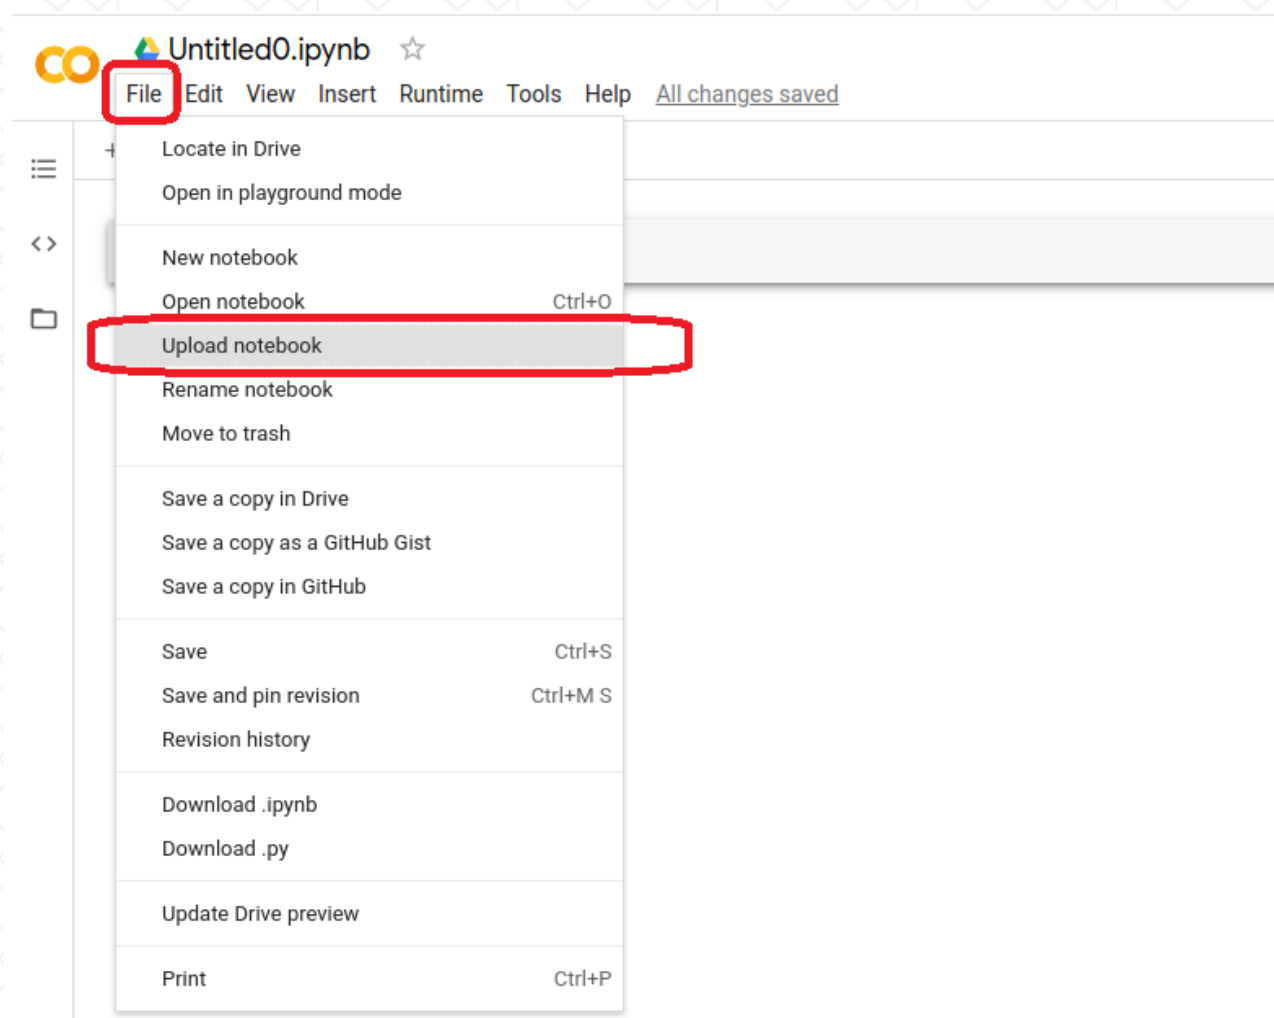 CO
Untitled0.ipynb
File Edit View Insert Runtime Tools Help All changes saved
+
Locate in Drive
Open in playground mode
New notebook
Open notebook Ctrl+O
Upload notebook
Rename notebook
Move to trash
Save a copy in Drive
Save a copy as a GitHub Gist
Save a copy in GitHub
Save Ctrl+S
Save and pin revision Ctrl+M S
Revision history
Download .ipynb
Download .py
Update Drive preview
Print Ctrl+P